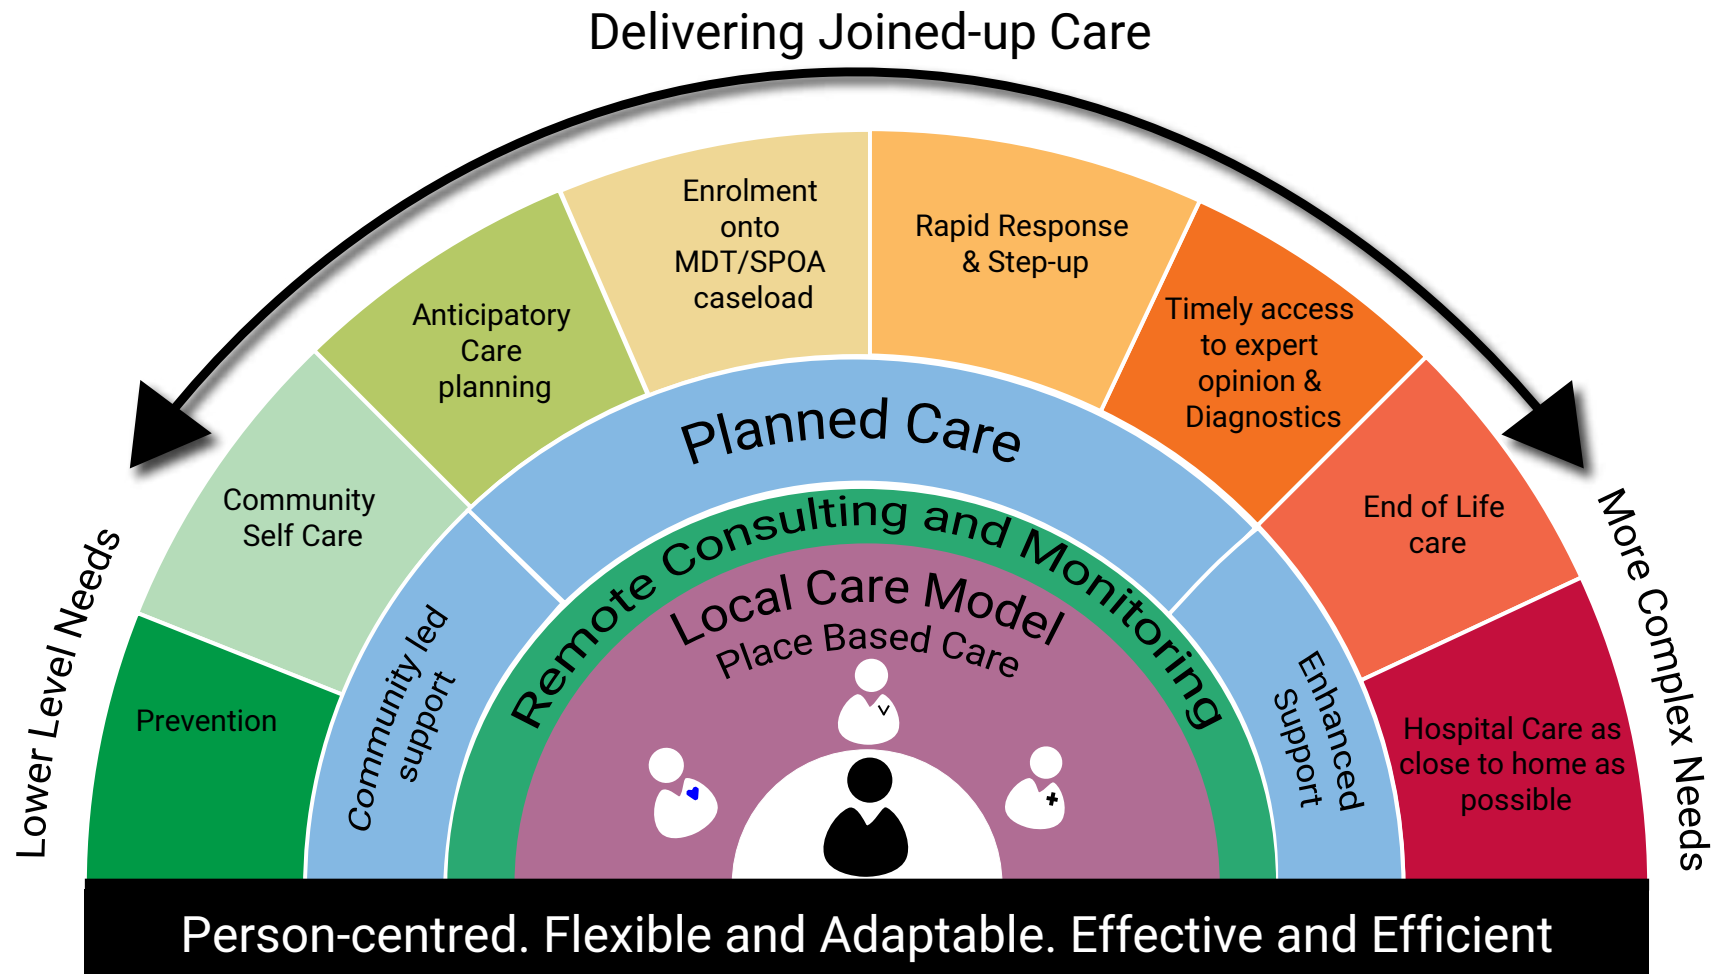 Delivering Joined-up Care
Lower Level Needs
More Complex Needs
Prevention
Community
Self Care
Anticipatory
Care
planning
Enrolment
onto
MDT/SPOA
caseload
Rapid Response
& Step-up
Timely access
to expert
opinion &
Diagnostics
End of Life
care
Hospital Care as
close to home as
possible
Community led
support
Planned Care
Enhanced
Support
Remote Consulting and Monitoring
Local Care Model
Place Based Care
Person-centred. Flexible and Adaptable. Effective and Efficient